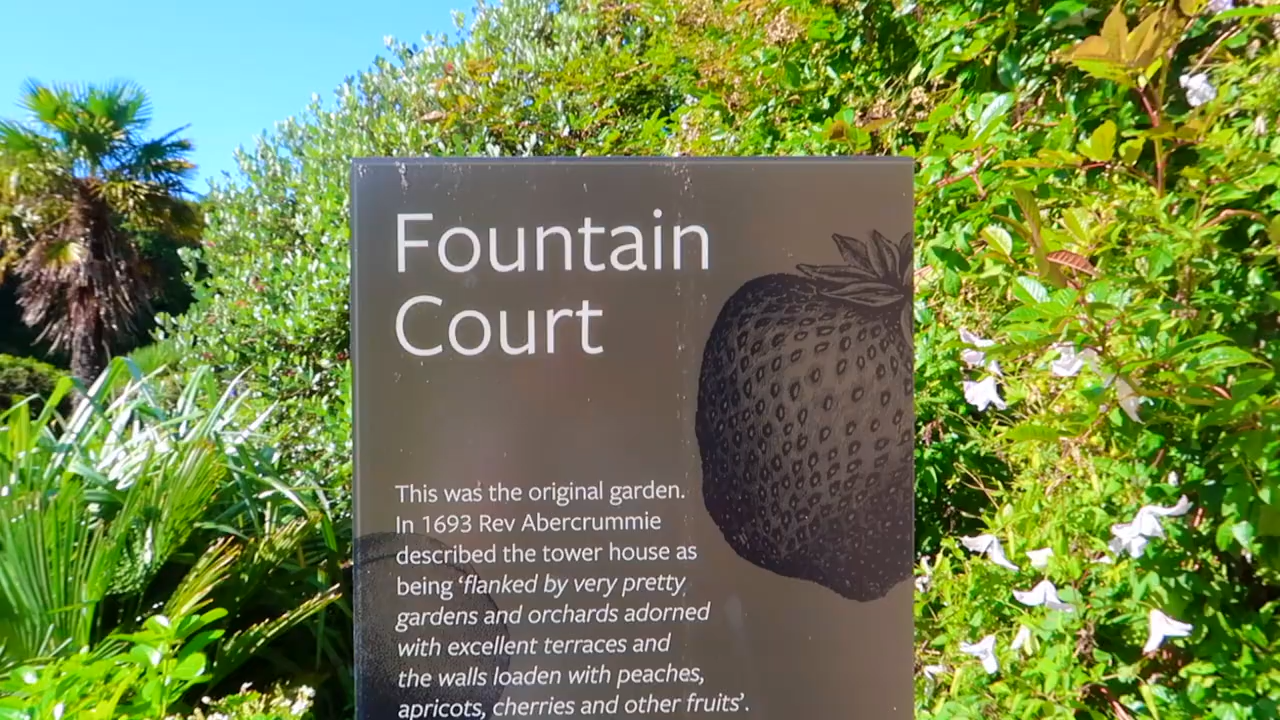 Fountain
Court
This was the original garden.
In 1693 Rev Abercrummie
described the tower house as
being ‘flanked by very pretty
gardens and orchards adorned
with excellent terraces and
the walls loaden with peaches,
apricots, cherries and other fruits’.